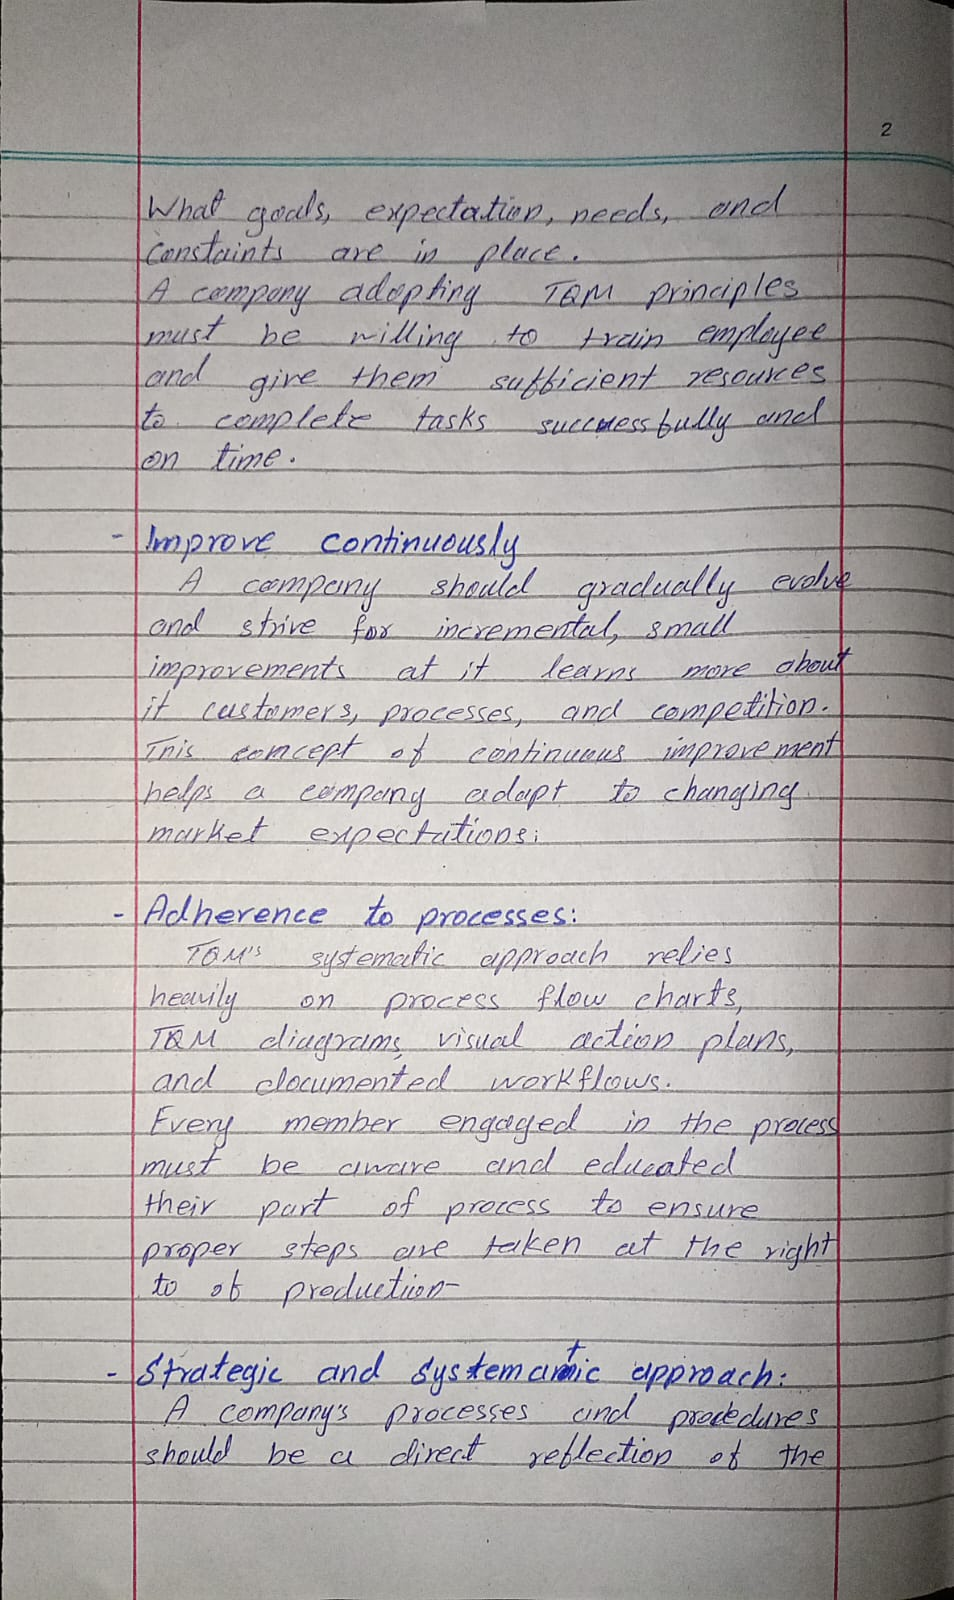 2
What goals, expectation, needs, and
Constaints are in place.
A company adopting TQM principles
must be willing to train employee
and give them sufficient resources
to complete tasks successfully and
on time.
- Improve continuously
A company should gradually evolve
and strive for incremental, small
improvements at it learns more about
it customers, processes, and competition.
This concept of continuous improvement
helps a company adapt to changing
market expectations.
- Adherence to processes:
TQM's systematic approach relies
heavily on process flow charts,
TQM diagrams, visual action plans,
and documented workflows.
Every member engaged in the process
must be aware and educated
their part of process to ensure
proper steps are taken at the right
to of production-
- Strategic and Systematic approach:
A company's processes and procedures
should be a direct reflection of the